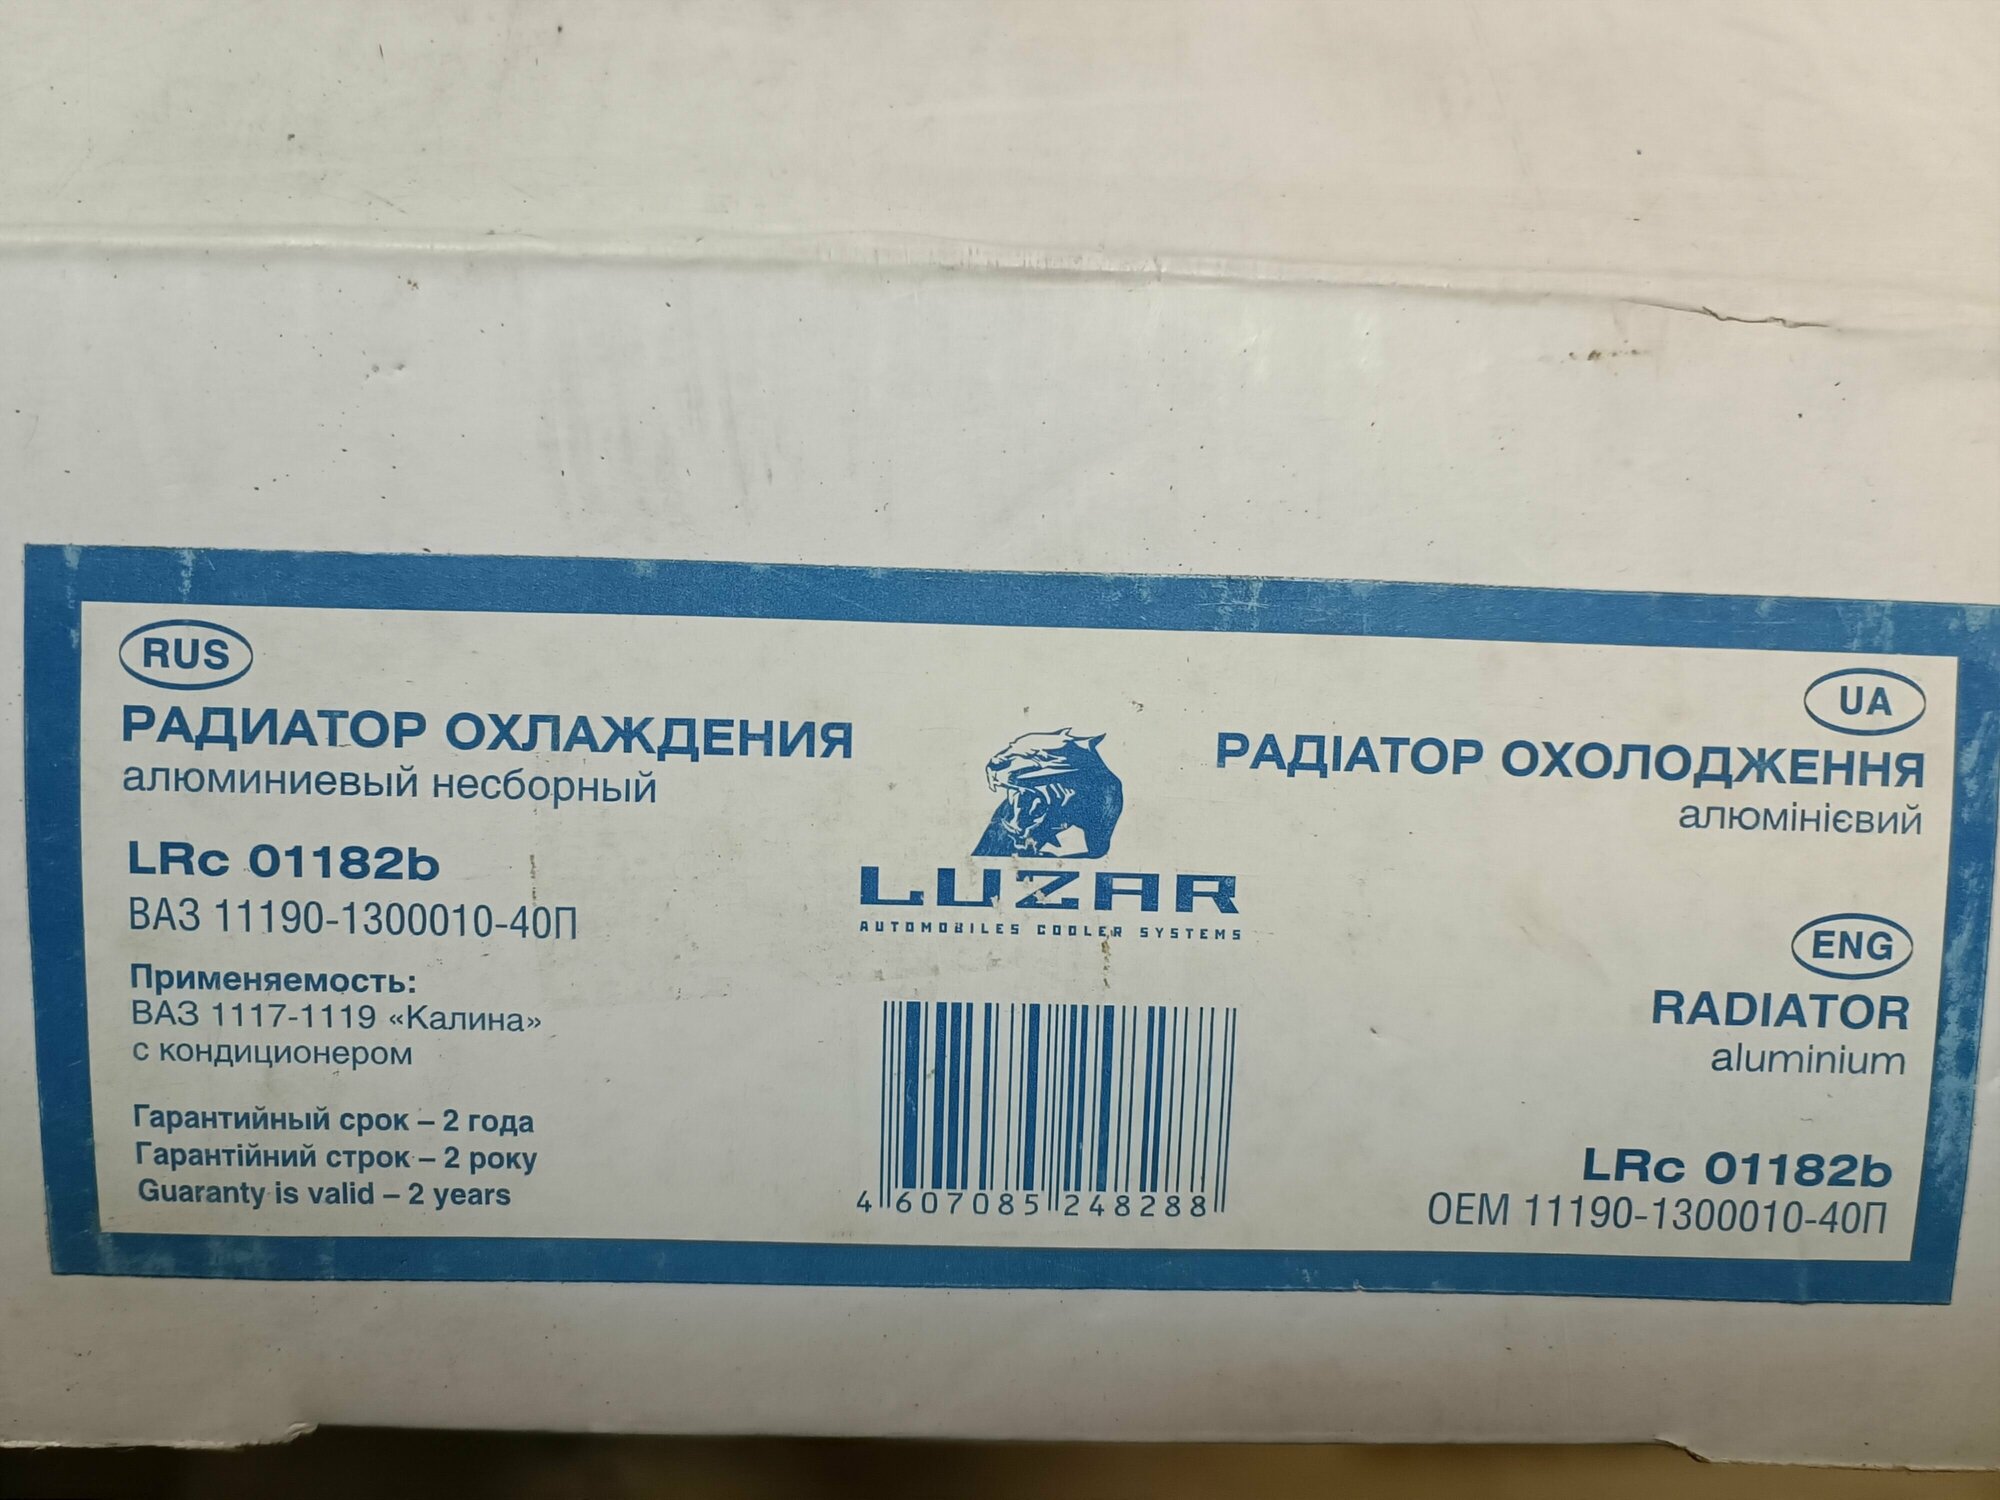 RUS
РАДИАТОР ОХЛАЖДЕНИЯ
алюминиевый несборный
LRc 01182b
ВАЗ 11190-1300010-40П
Применяемость:
ВАЗ 1117-1119 «Калина»
с кондиционером
Гарантийный срок – 2 года
Гарантійний строк – 2 року
Guaranty is valid – 2 years
LUZAR
AUTOMOBILES COOLER SYSTEMS
4 607085 248288
UA
РАДІАТОР ОХОЛОДЖЕННЯ
алюмінієвий
ENG
RADIATOR
aluminium
LRc 01182b
OEM 11190-1300010-40П